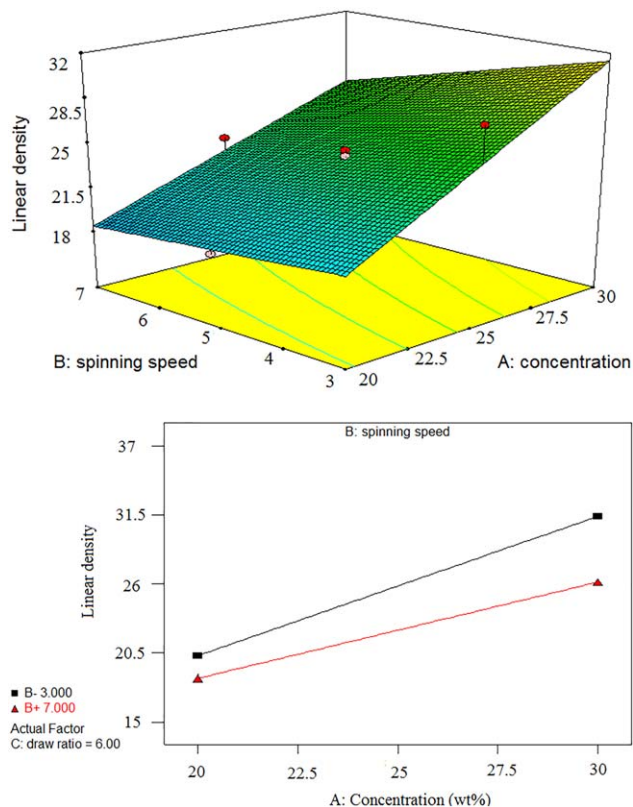 32
28.5
25
21.5
18
Linear density
7
6
5
4
3
B: spinning speed
20
22.5
25
27.5
30
A: concentration
B: spinning speed
37
31.5
26
20.5
15
Linear density
B- 3.000
B+ 7.000
Actual Factor
C: draw ratio = 6.00
20
22.5
25
27.5
30
A: Concentration (wt%)